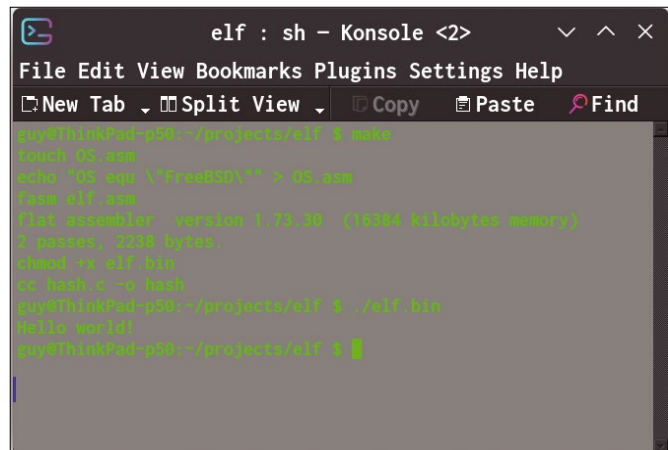 elf : sh — Konsole <2>
File Edit View Bookmarks Plugins Settings Help
New Tab Split View Copy Paste Find
guy@ThinkPad-p50:~/projects/elf $ make
touch OS.asm
echo "OS equ \"FreeBSD\"" > OS.asm
fasm elf.asm
flat assembler  version 1.73.30  (16384 kilobytes memory)
2 passes, 2238 bytes.
chmod +x elf.bin
cc hash.c -o hash
guy@ThinkPad-p50:~/projects/elf $ ./elf.bin
Hello world!
guy@ThinkPad-p50:~/projects/elf $